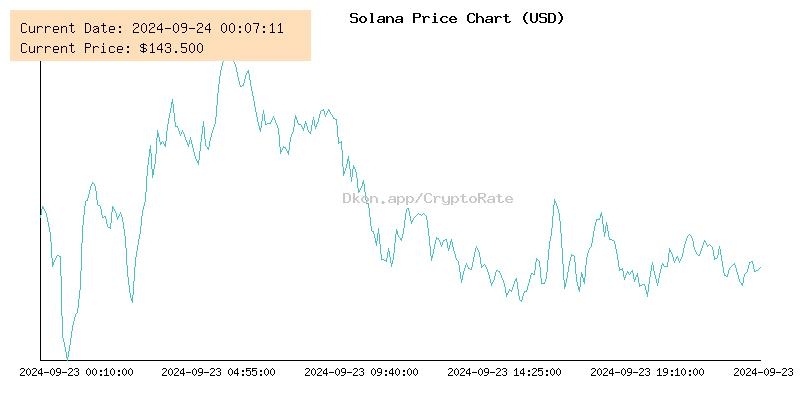 Solana Price Chart (USD)
Current Date: 2024-09-24 00:07:11
Current Price: $143.500
Dkon.app/CryptoRate
2024-09-23 00:10:00 2024-09-23 04:55:00 2024-09-23 09:40:00 2024-09-23 14:25:00 2024-09-23 19:10:00 2024-09-23